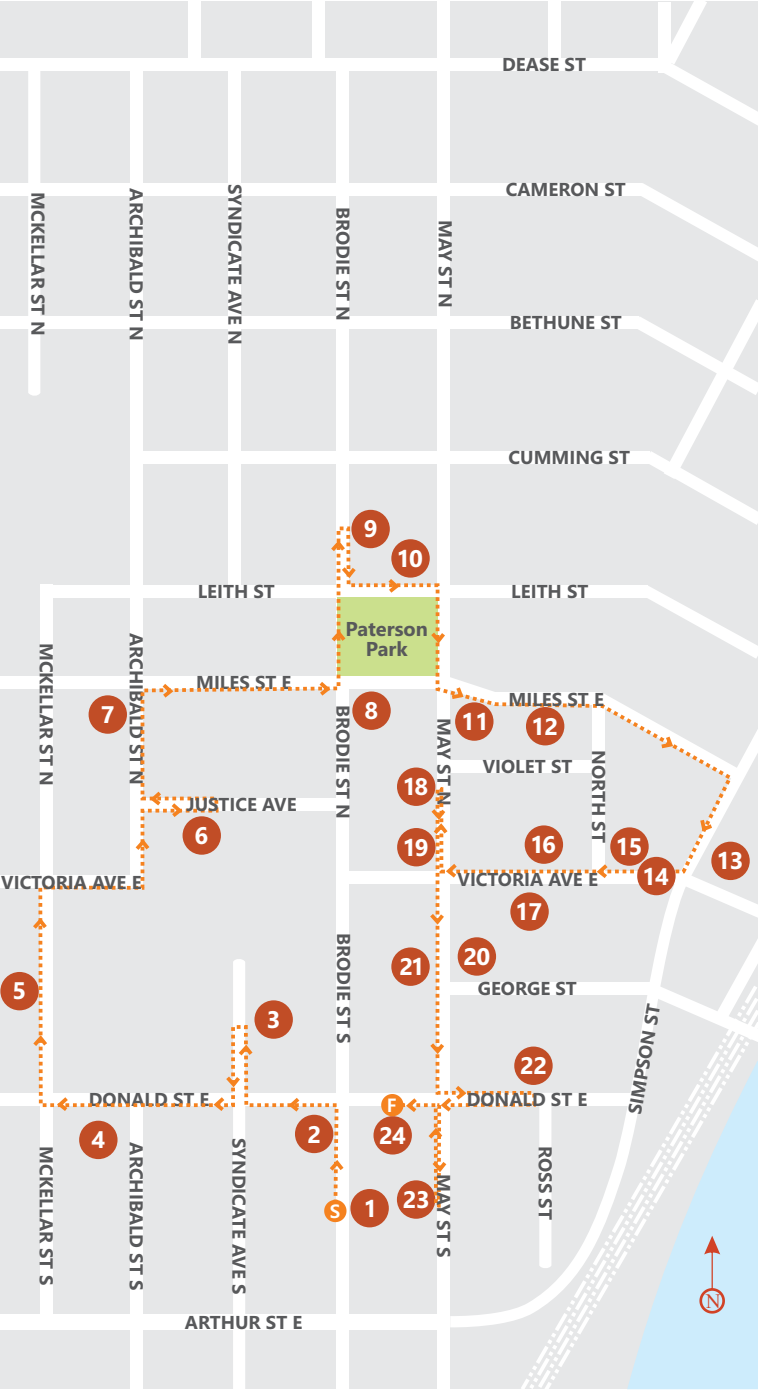 DEASE ST
CAMERON ST
MCKELLAR ST N
ARCHIBALD ST N
SYNDICATE AVE N
BRODIE ST N
MAY ST N
BETHUNE ST
CUMMING ST
9
10
LEITH ST
LEITH ST
Paterson
Park
MCKELLAR ST N
ARCHIBALD ST N
MILES ST E
MILES ST E
7
8
11
12
BRODIE ST N
MAY ST N
NORTH ST
VIOLET ST
18
JUSTICE AVE
6
19
16
15
13
14
VICTORIA AVE E
VICTORIA AVE E
17
BRODIE ST S
21
20
5
GEORGE ST
3
SIMPSON ST
22
DONALD ST E
DONALD ST E
F
4
2
24
MCKELLAR ST S
ARCHIBALD ST S
SYNDICATE AVE S
MAY ST S
ROSS ST
S
1
23
N
ARTHUR ST E